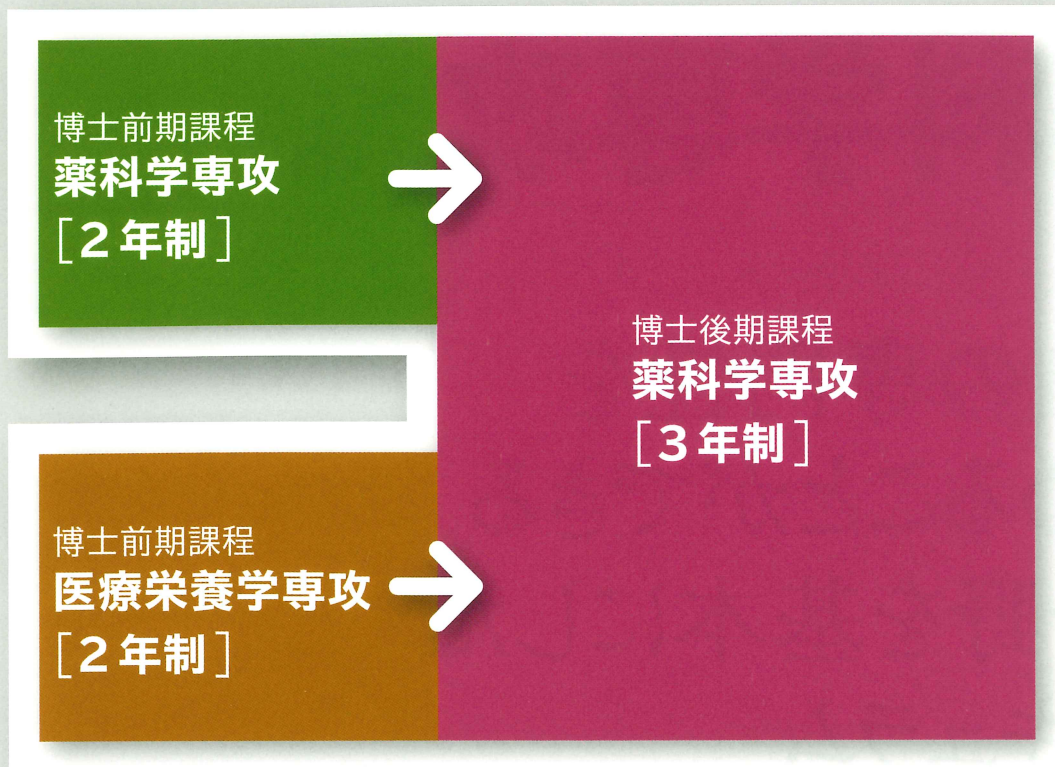 博士前期課程
薬科学専攻
[2年制]
博士後期課程
薬科学専攻
[3年制]
博士前期課程
医療栄養学専攻
[2年制]